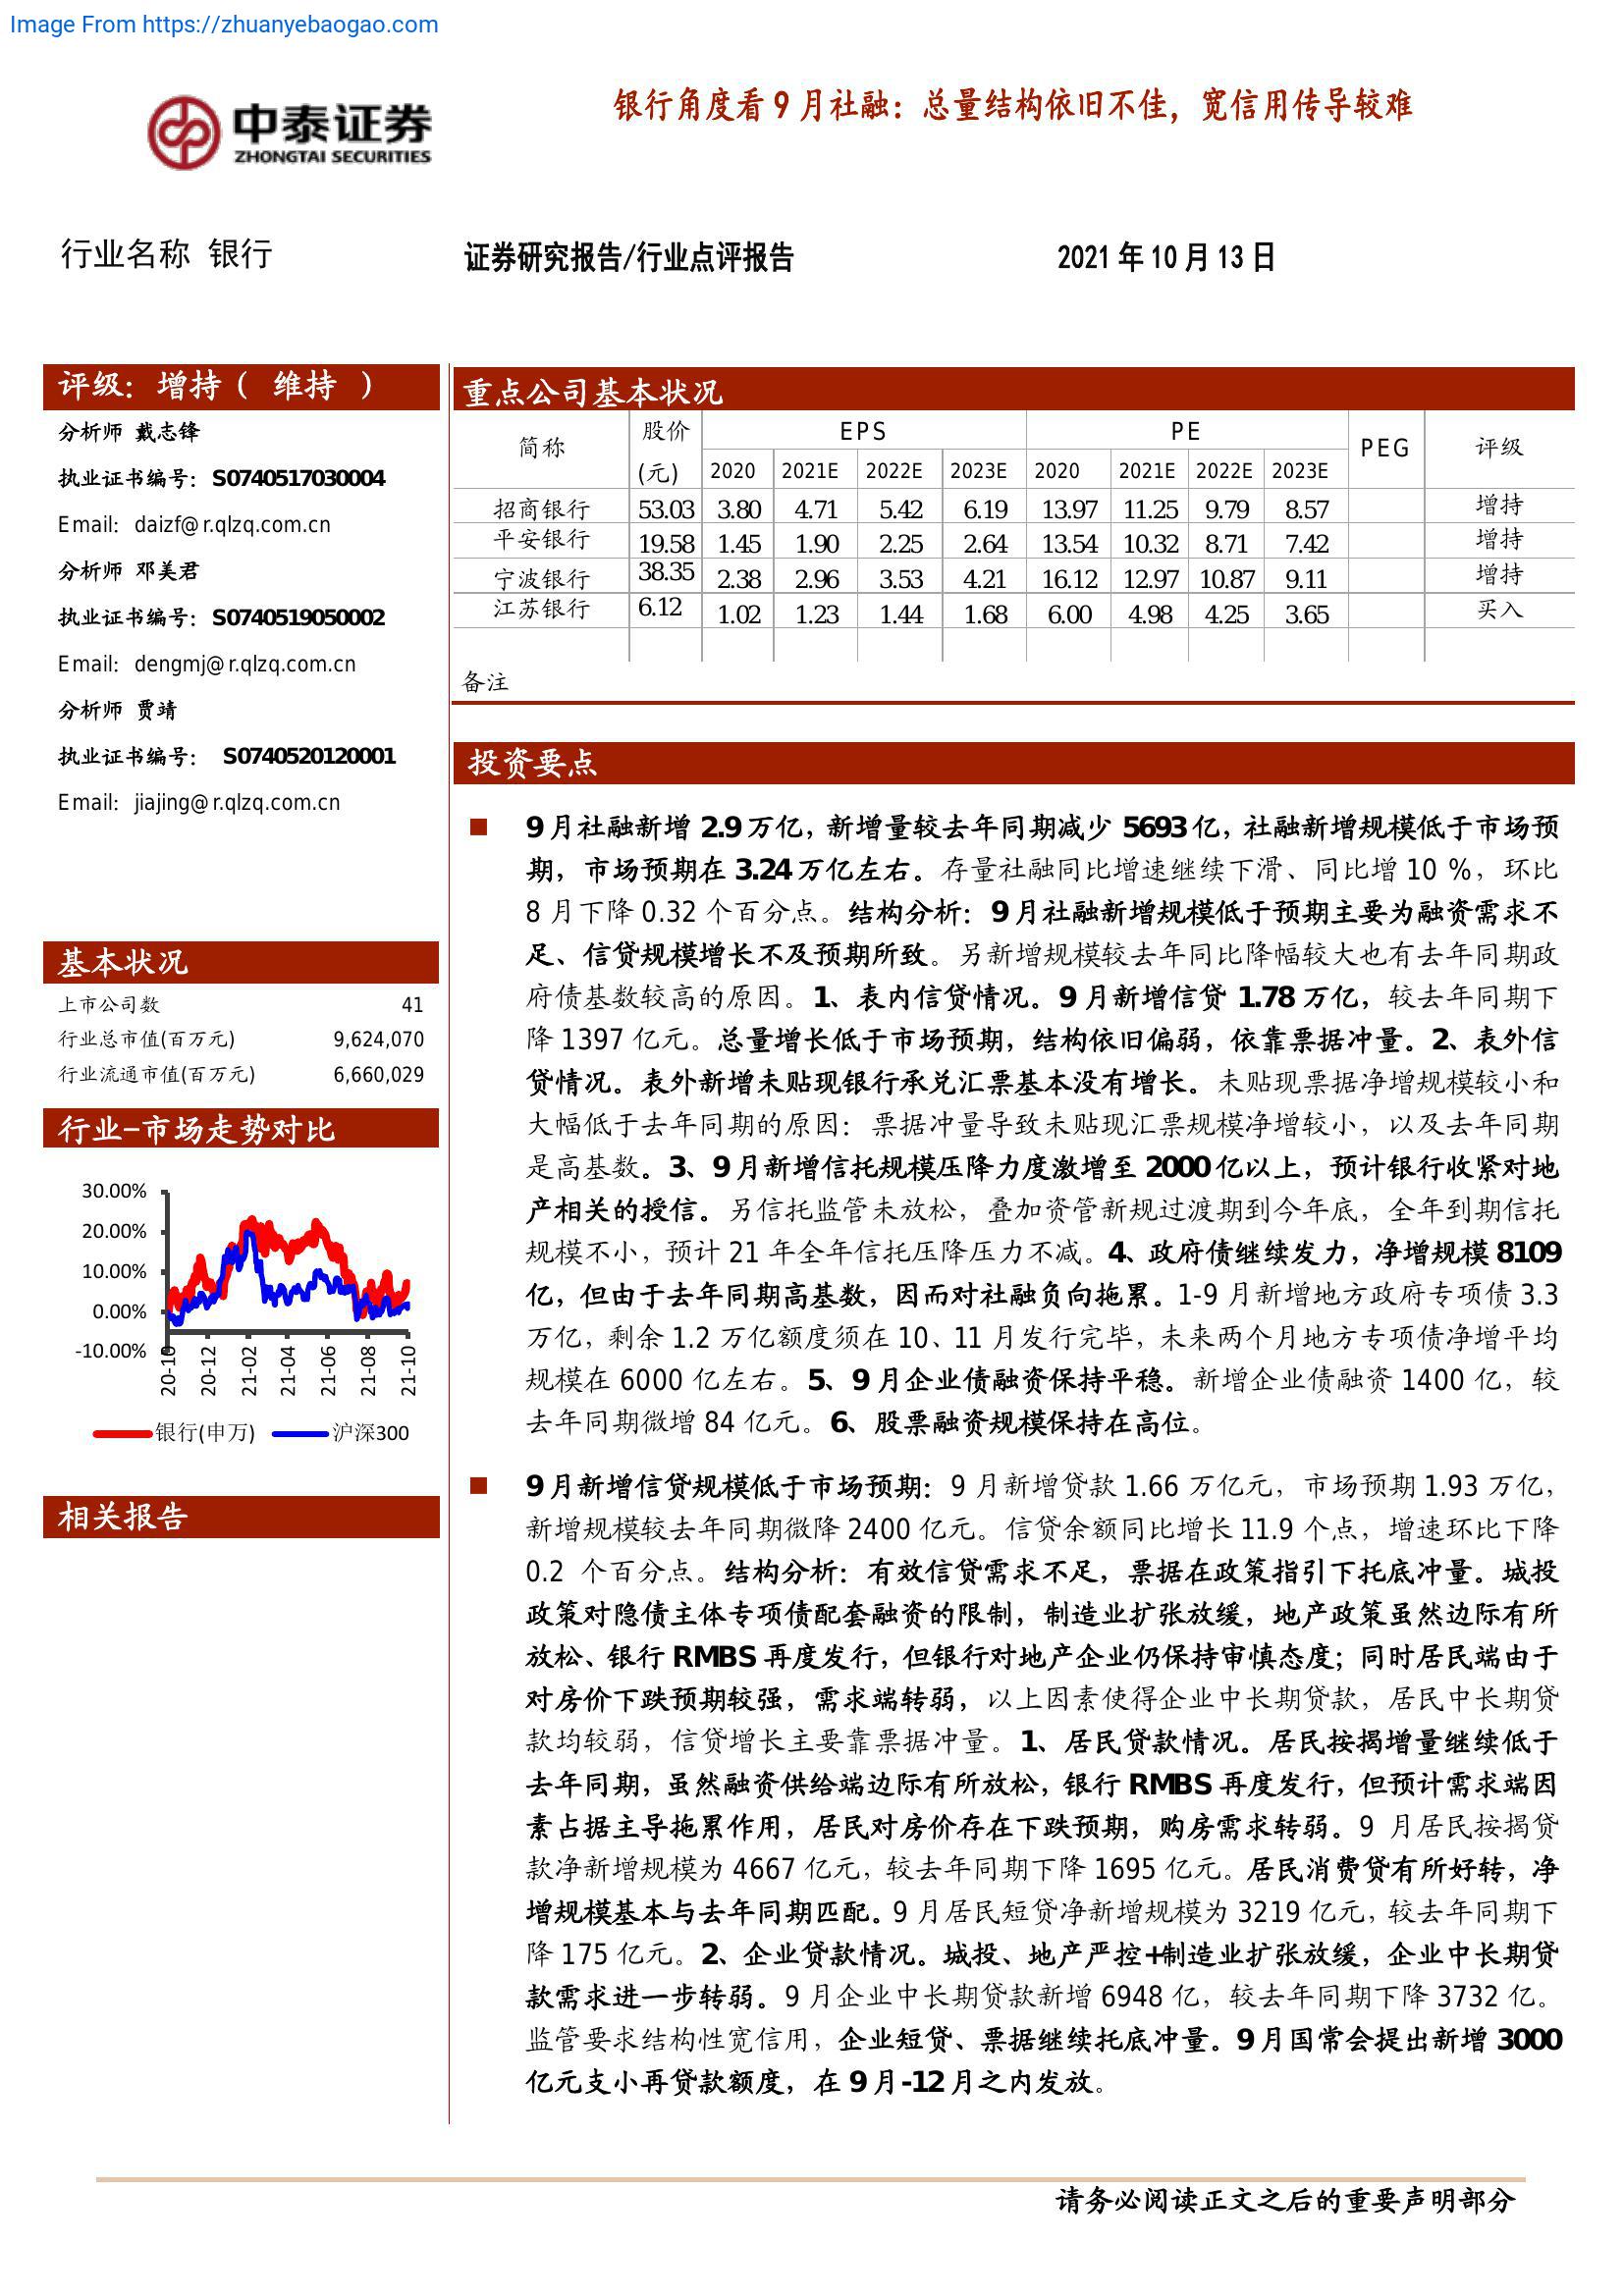 Image From https://zhuanyebaogao.com
中泰证券
ZHONGTAI SECURITIES
银行角度看 9 月社融：总量结构依旧不佳，宽信用传导较难
行业名称 银行
证券研究报告/行业点评报告
2021 年 10 月 13 日
评级：增持（ 维持 ）
分析师 戴志锋
执业证书编号：S0740517030004
Email：daizf@r.qlzq.com.cn
分析师 邓美君
执业证书编号：S0740519050002
Email：dengmj@r.qlzq.com.cn
分析师 贾靖
执业证书编号： S0740520120001
Email：jiajing@r.qlzq.com.cn
基本状况
上市公司数 41
行业总市值(百万元) 9,624,070
行业流通市值(百万元) 6,660,029
行业-市场走势对比
30.00%
20.00%
10.00%
0.00%
-10.00%
20-10 20-12 21-02 21-04 21-06 21-08 21-10
银行(申万) 沪深300
相关报告
重点公司基本状况
简称 股价(元) EPS PE PEG 评级
2020 2021E 2022E 2023E 2020 2021E 2022E 2023E
招商银行 53.03 3.80 4.71 5.42 6.19 13.97 11.25 9.79 8.57 增持
平安银行 19.58 1.45 1.90 2.25 2.64 13.54 10.32 8.71 7.42 增持
宁波银行 38.35 2.38 2.96 3.53 4.21 16.12 12.97 10.87 9.11 增持
江苏银行 6.12 1.02 1.23 1.44 1.68 6.00 4.98 4.25 3.65 买入
备注
投资要点
9 月社融新增 2.9 万亿，新增量较去年同期减少 5693 亿，社融新增规模低于市场预
期，市场预期在 3.24 万亿左右。存量社融同比增速继续下滑、同比增 10 %，环比
8 月下降 0.32 个百分点。结构分析：9 月社融新增规模低于预期主要为融资需求不
足、信贷规模增长不及预期所致。另新增规模较去年同比降幅较大也有去年同期政
府债基数较高的原因。1、表内信贷情况。9 月新增信贷 1.78 万亿，较去年同期下
降 1397 亿元。总量增长低于市场预期，结构依旧偏弱，依靠票据冲量。2、表外信
贷情况。表外新增未贴现银行承兑汇票基本没有增长。未贴现票据净增规模较小和
大幅低于去年同期的原因：票据冲量导致未贴现汇票规模净增较小，以及去年同期
是高基数。3、9 月新增信托规模压降力度激增至 2000 亿以上，预计银行收紧对地
产相关的授信。另信托监管未放松，叠加资管新规过渡期到今年底，全年到期信托
规模不小，预计 21 年全年信托压降压力不减。4、政府债继续发力，净增规模 8109
亿，但由于去年同期高基数，因而对社融负向拖累。1-9 月新增地方政府专项债 3.3
万亿，剩余 1.2 万亿额度须在 10、11 月发行完毕，未来两个月地方专项债净增平均
规模在 6000 亿左右。5、9 月企业债融资保持平稳。新增企业债融资 1400 亿，较
去年同期微增 84 亿元。6、股票融资规模保持在高位。
9 月新增信贷规模低于市场预期：9 月新增贷款 1.66 万亿元，市场预期 1.93 万亿，
新增规模较去年同期微降 2400 亿元。信贷余额同比增长 11.9 个点，增速环比下降
0.2 个百分点。结构分析：有效信贷需求不足，票据在政策指引下托底冲量。城投
政策对隐债主体专项债配套融资的限制，制造业扩张放缓，地产政策虽然边际有所
放松、银行 RMBS 再度发行，但银行对地产企业仍保持审慎态度；同时居民端由于
对房价下跌预期较强，需求端转弱，以上因素使得企业中长期贷款，居民中长期贷
款均较弱，信贷增长主要靠票据冲量。1、居民贷款情况。居民按揭增量继续低于
去年同期，虽然融资供给端边际有所放松，银行 RMBS 再度发行，但预计需求端因
素占据主导拖累作用，居民对房价存在下跌预期，购房需求转弱。9 月居民按揭贷
款净新增规模为 4667 亿元，较去年同期下降 1695 亿元。居民消费贷有所好转，净
增规模基本与去年同期匹配。9 月居民短贷净新增规模为 3219 亿元，较去年同期下
降 175 亿元。2、企业贷款情况。城投、地产严控+制造业扩张放缓，企业中长期贷
款需求进一步转弱。9 月企业中长期贷款新增 6948 亿，较去年同期下降 3732 亿。
监管要求结构性宽信用，企业短贷、票据继续托底冲量。9 月国常会提出新增 3000
亿元支小再贷款额度，在 9 月-12 月之内发放。
请务必阅读正文之后的重要声明部分